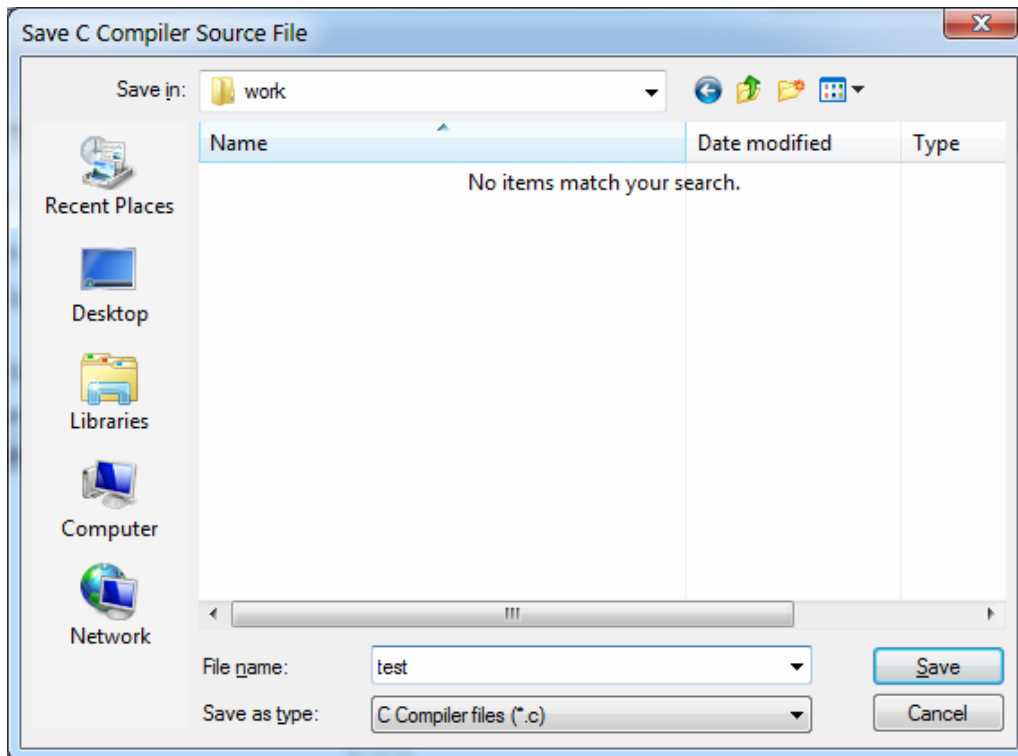 Save C Compiler Source File
Save in: work
Name Date modified Type
No items match your search.
Recent Places
Desktop
Libraries
Computer
Network
File name: test Save
Save as type: C Compiler files (*.c) Cancel